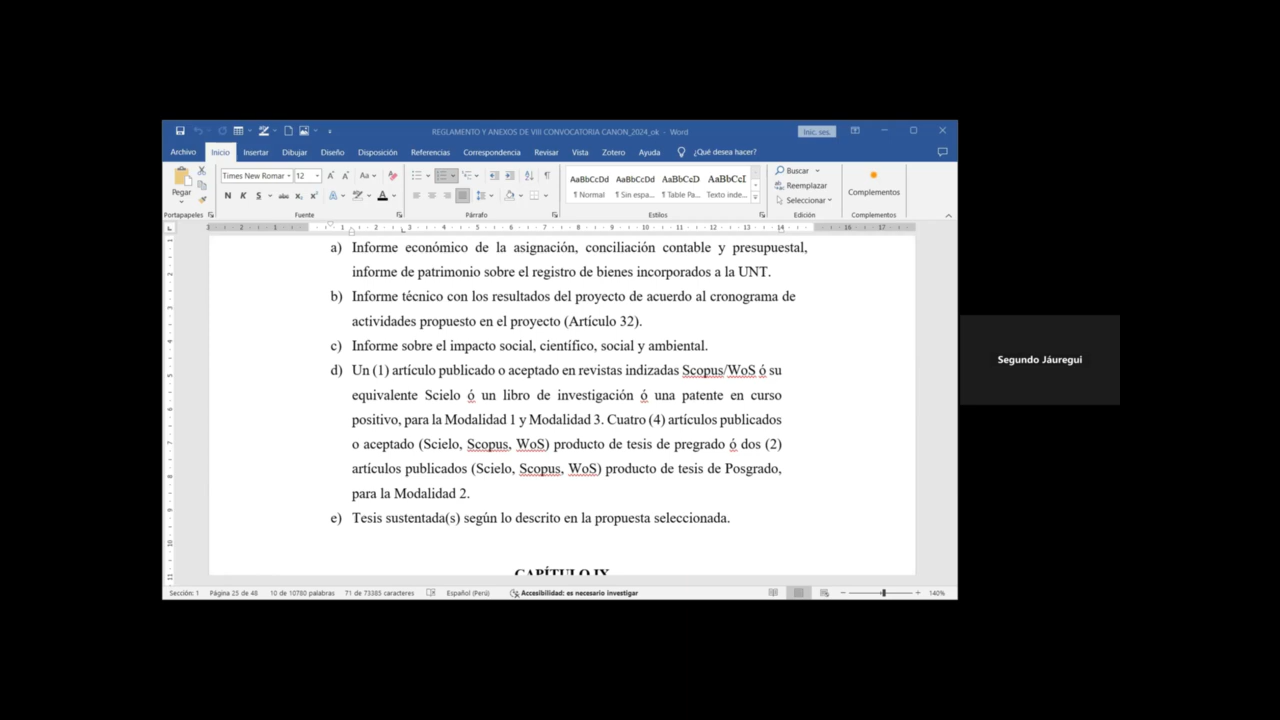 REGLAMENTO Y ANEXOS DE VIII CONVOCATORIA CANON_2024_ok - Word
Inic. ses.
Archivo Inicio Insertar Dibujar Diseño Disposición Referencias Correspondencia Revisar Vista Zotero Ayuda ¿Qué desea hacer?
Pegar
Times New Romar 12
N K S abc x₂ x²
AaBbCcDd AaBbCcDd AaBbCcD AaBbCcI
¶ Normal ¶ Sin espa... ¶ Table Pa... Texto inde...
Buscar
Reemplazar
Seleccionar
Complementos
Portapapeles Fuente Párrafo Estilos Edición Complementos
a) Informe económico de la asignación, conciliación contable y presupuestal,
informe de patrimonio sobre el registro de bienes incorporados a la UNT.
b) Informe técnico con los resultados del proyecto de acuerdo al cronograma de
actividades propuesto en el proyecto (Artículo 32).
c) Informe sobre el impacto social, científico, social y ambiental.
d) Un (1) artículo publicado o aceptado en revistas indizadas Scopus/WoS ó su
equivalente Scielo ó un libro de investigación ó una patente en curso
positivo, para la Modalidad 1 y Modalidad 3. Cuatro (4) artículos publicados
o aceptado (Scielo, Scopus, WoS) producto de tesis de pregrado ó dos (2)
artículos publicados (Scielo, Scopus, WoS) producto de tesis de Posgrado,
para la Modalidad 2.
e) Tesis sustentada(s) según lo descrito en la propuesta seleccionada.
CAPÍTULO IX
Sección: 1 Página 25 de 48 10 de 10780 palabras 71 de 73385 caracteres Español (Perú) Accesibilidad: es necesario investigar 140%
Segundo Jáuregui